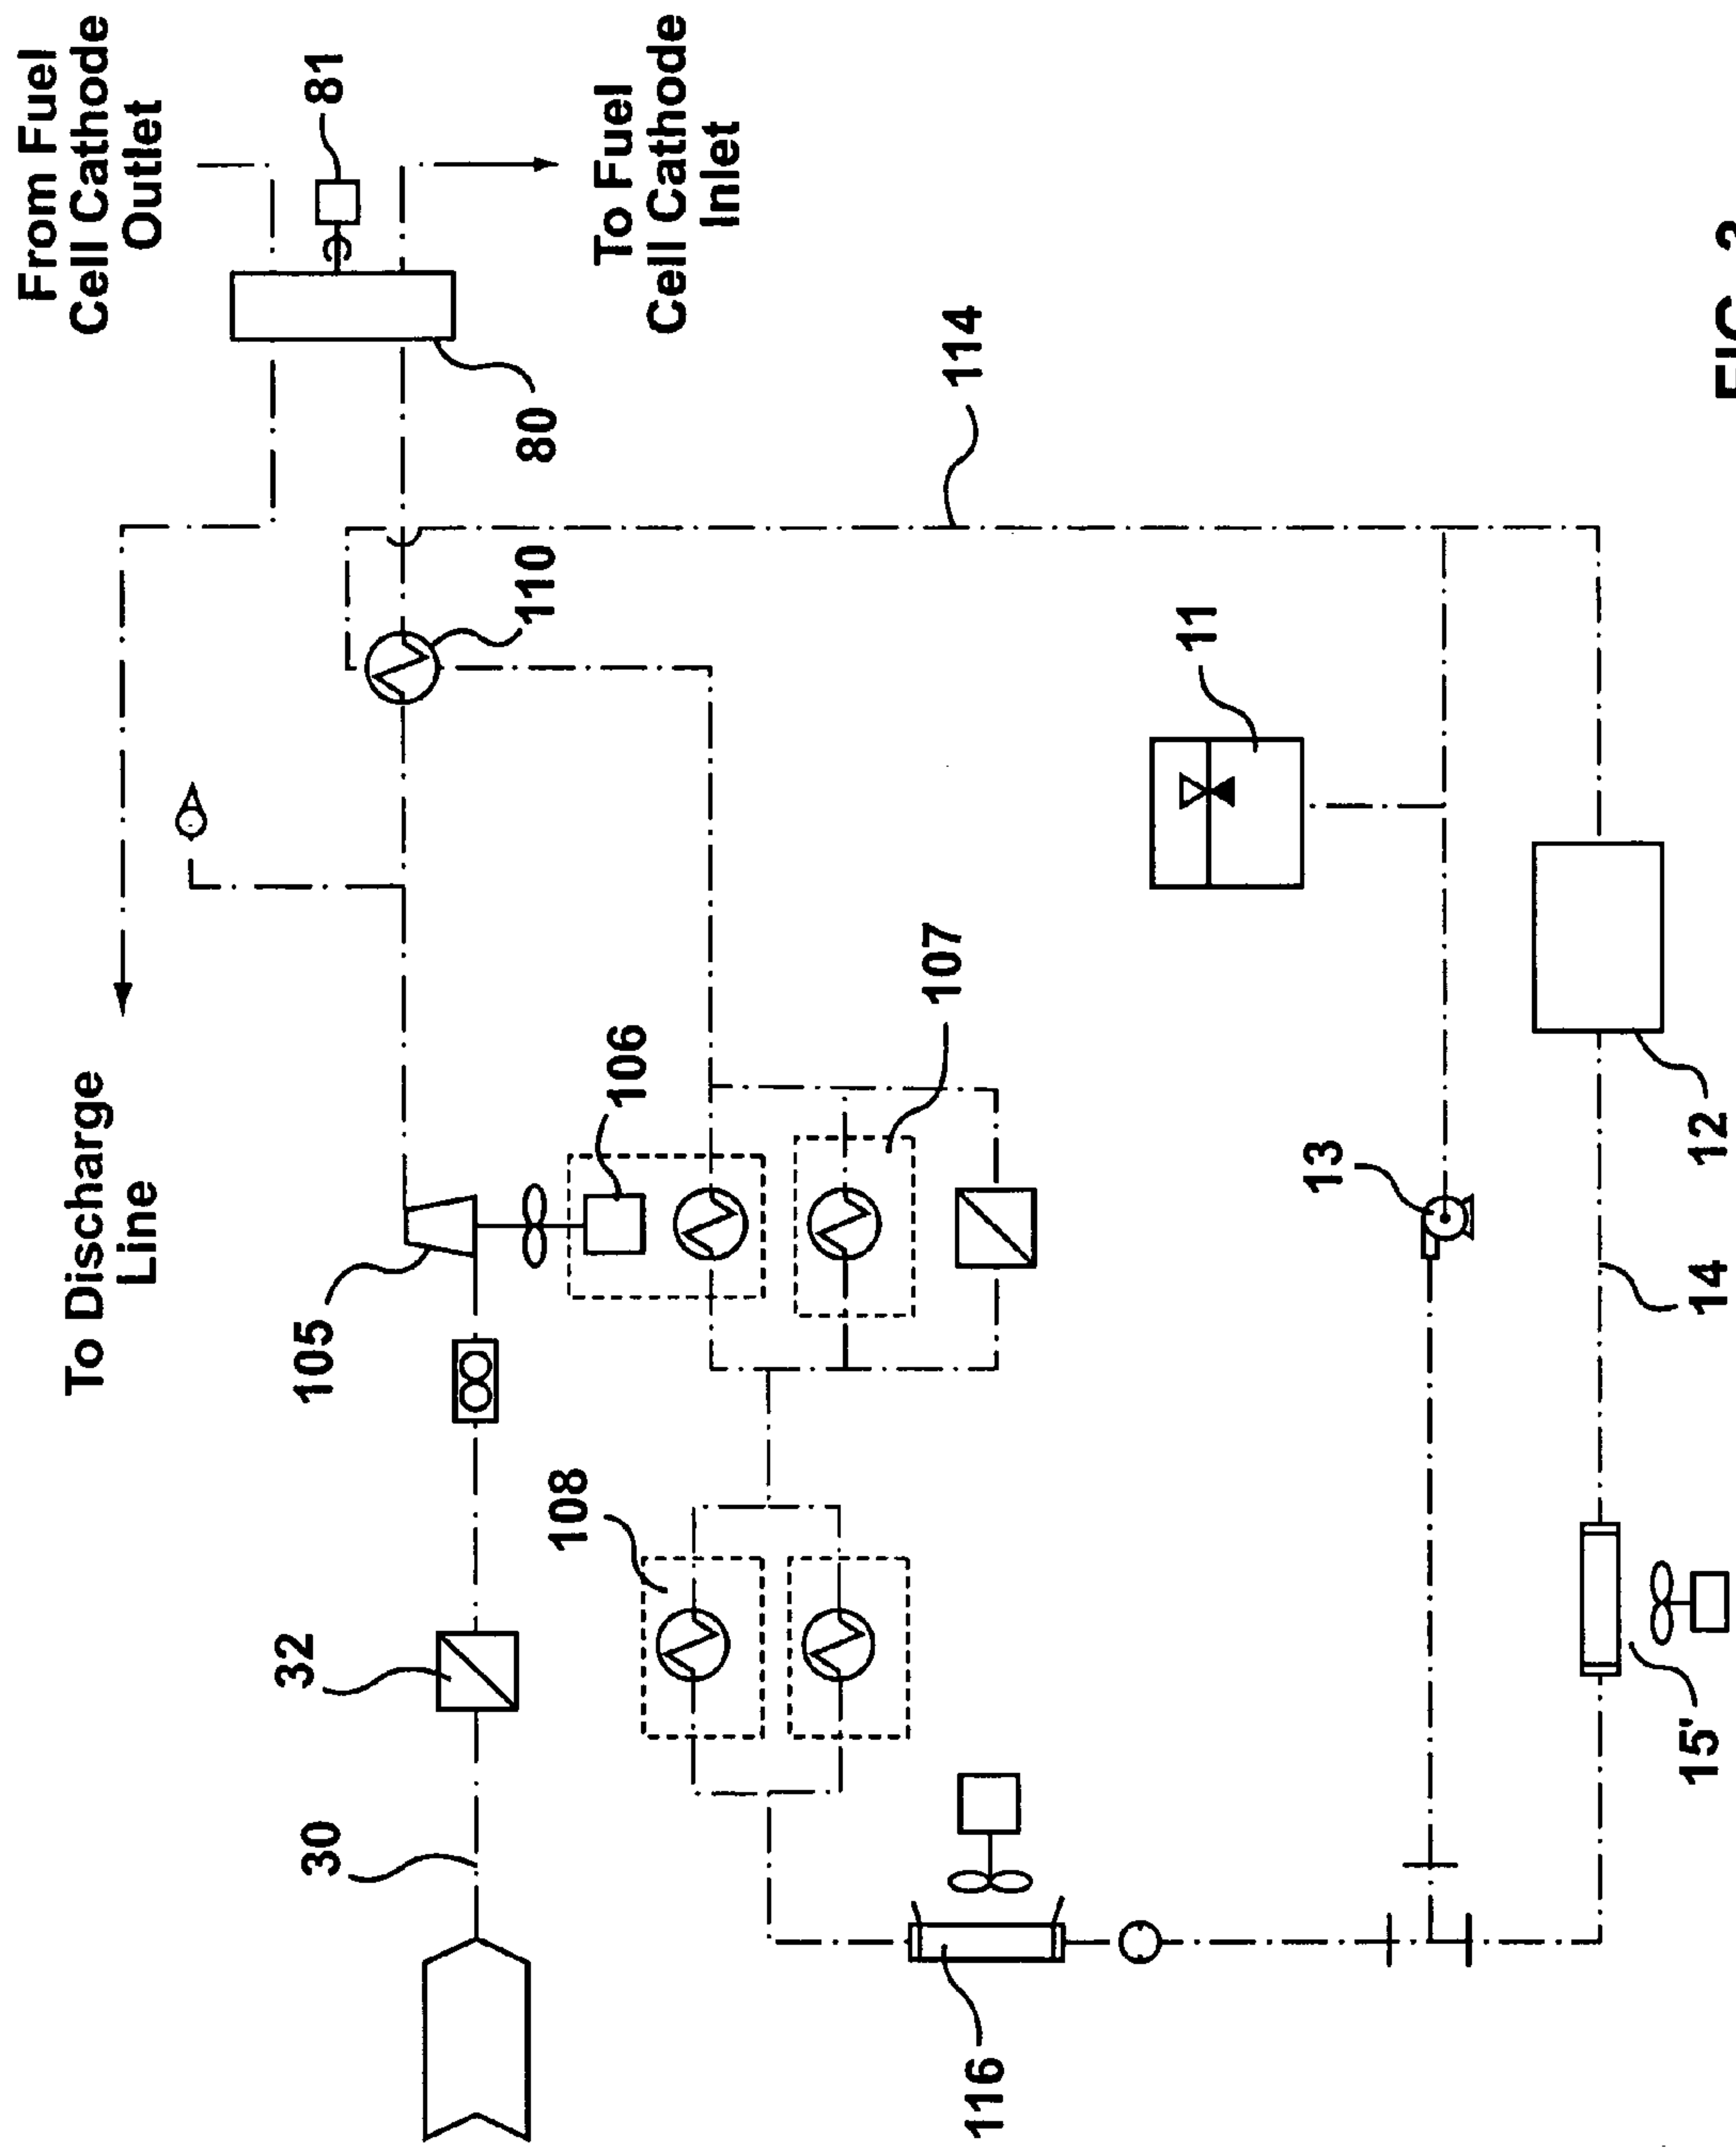 From Fuel
Cell Cathode
Outlet
81
To Fuel
Cell Cathode
Inlet
80
114
110
11
To Discharge
Line
105
106
107
13
12
14
32
108
30
116
15'